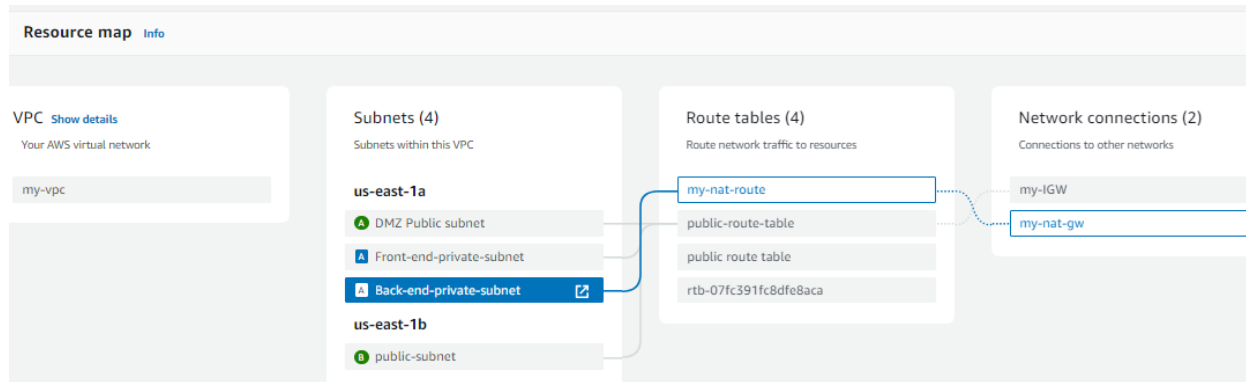 Resource map Info
VPC Show details
Your AWS virtual network
my-vpc
Subnets (4)
Subnets within this VPC
us-east-1a
A DMZ Public subnet
A Front-end-private-subnet
A Back-end-private-subnet
us-east-1b
B public-subnet
Route tables (4)
Route network traffic to resources
my-nat-route
public-route-table
public route table
rtb-07fc391fc8dfe8aca
Network connections (2)
Connections to other networks
my-IGW
my-nat-gw